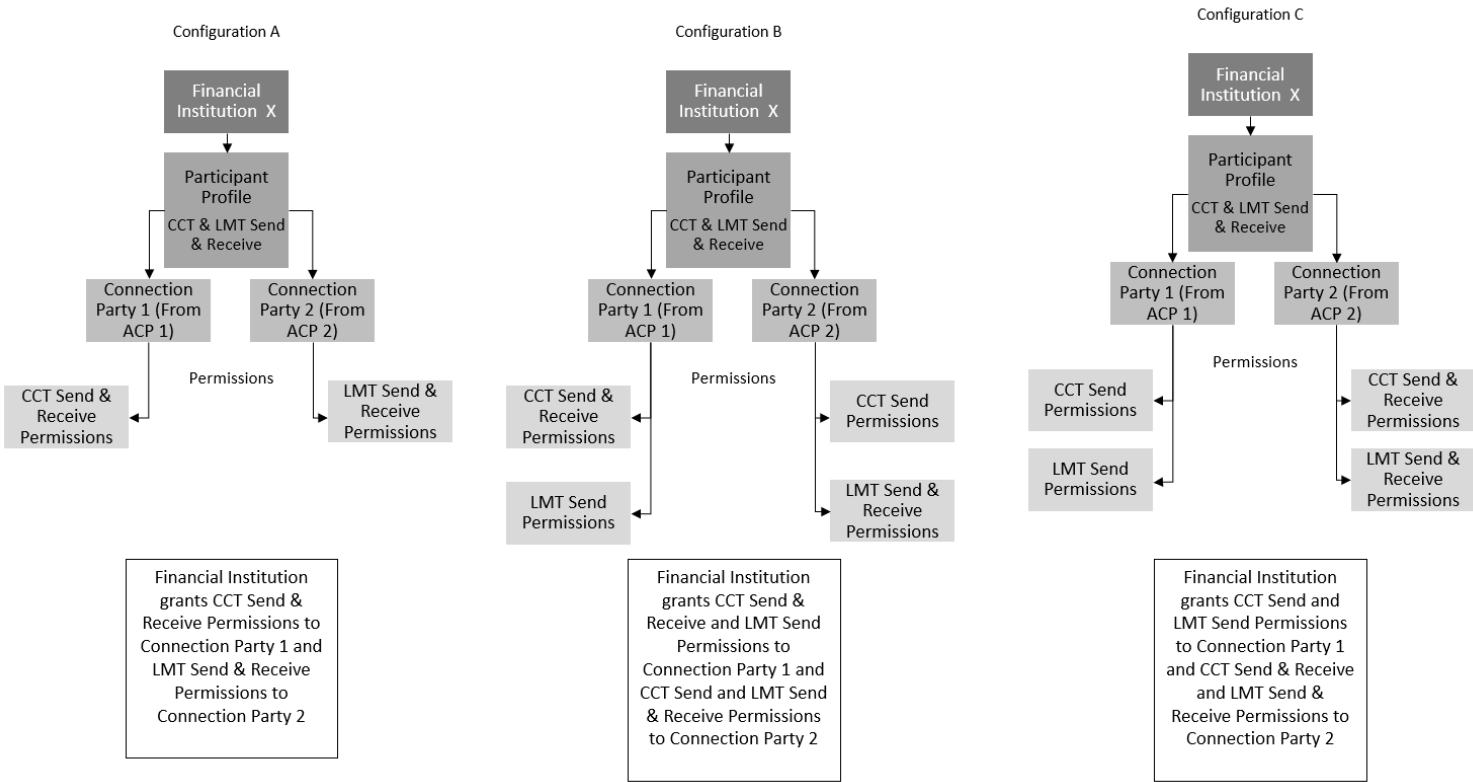 Configuration A
Financial
Institution X
Participant
Profile
CCT & LMT Send
& Receive
Connection
Party 1 (From
ACP 1)
Connection
Party 2 (From
ACP 2)
Permissions
CCT Send &
Receive
Permissions
LMT Send &
Receive
Permissions
Financial Institution
grants CCT Send &
Receive Permissions to
Connection Party 1 and
LMT Send & Receive
Permissions to
Connection Party 2
Configuration B
Financial
Institution X
Participant
Profile
CCT & LMT Send
& Receive
Connection
Party 1 (From
ACP 1)
Connection
Party 2 (From
ACP 2)
Permissions
CCT Send &
Receive
Permissions
CCT Send
Permissions
LMT Send
Permissions
LMT Send &
Receive
Permissions
Financial Institution
grants CCT Send &
Receive and LMT Send
Permissions to
Connection Party 1 and
CCT Send and LMT Send
& Receive Permissions
to Connection Party 2
Configuration C
Financial
Institution X
Participant
Profile
CCT & LMT Send
& Receive
Connection
Party 1 (From
ACP 1)
Connection
Party 2 (From
ACP 2)
Permissions
CCT Send
Permissions
CCT Send &
Receive
Permissions
LMT Send
Permissions
LMT Send &
Receive
Permissions
Financial Institution
grants CCT Send and
LMT Send Permissions
to Connection Party 1
and CCT Send & Receive
and LMT Send &
Receive Permissions to
Connection Party 2